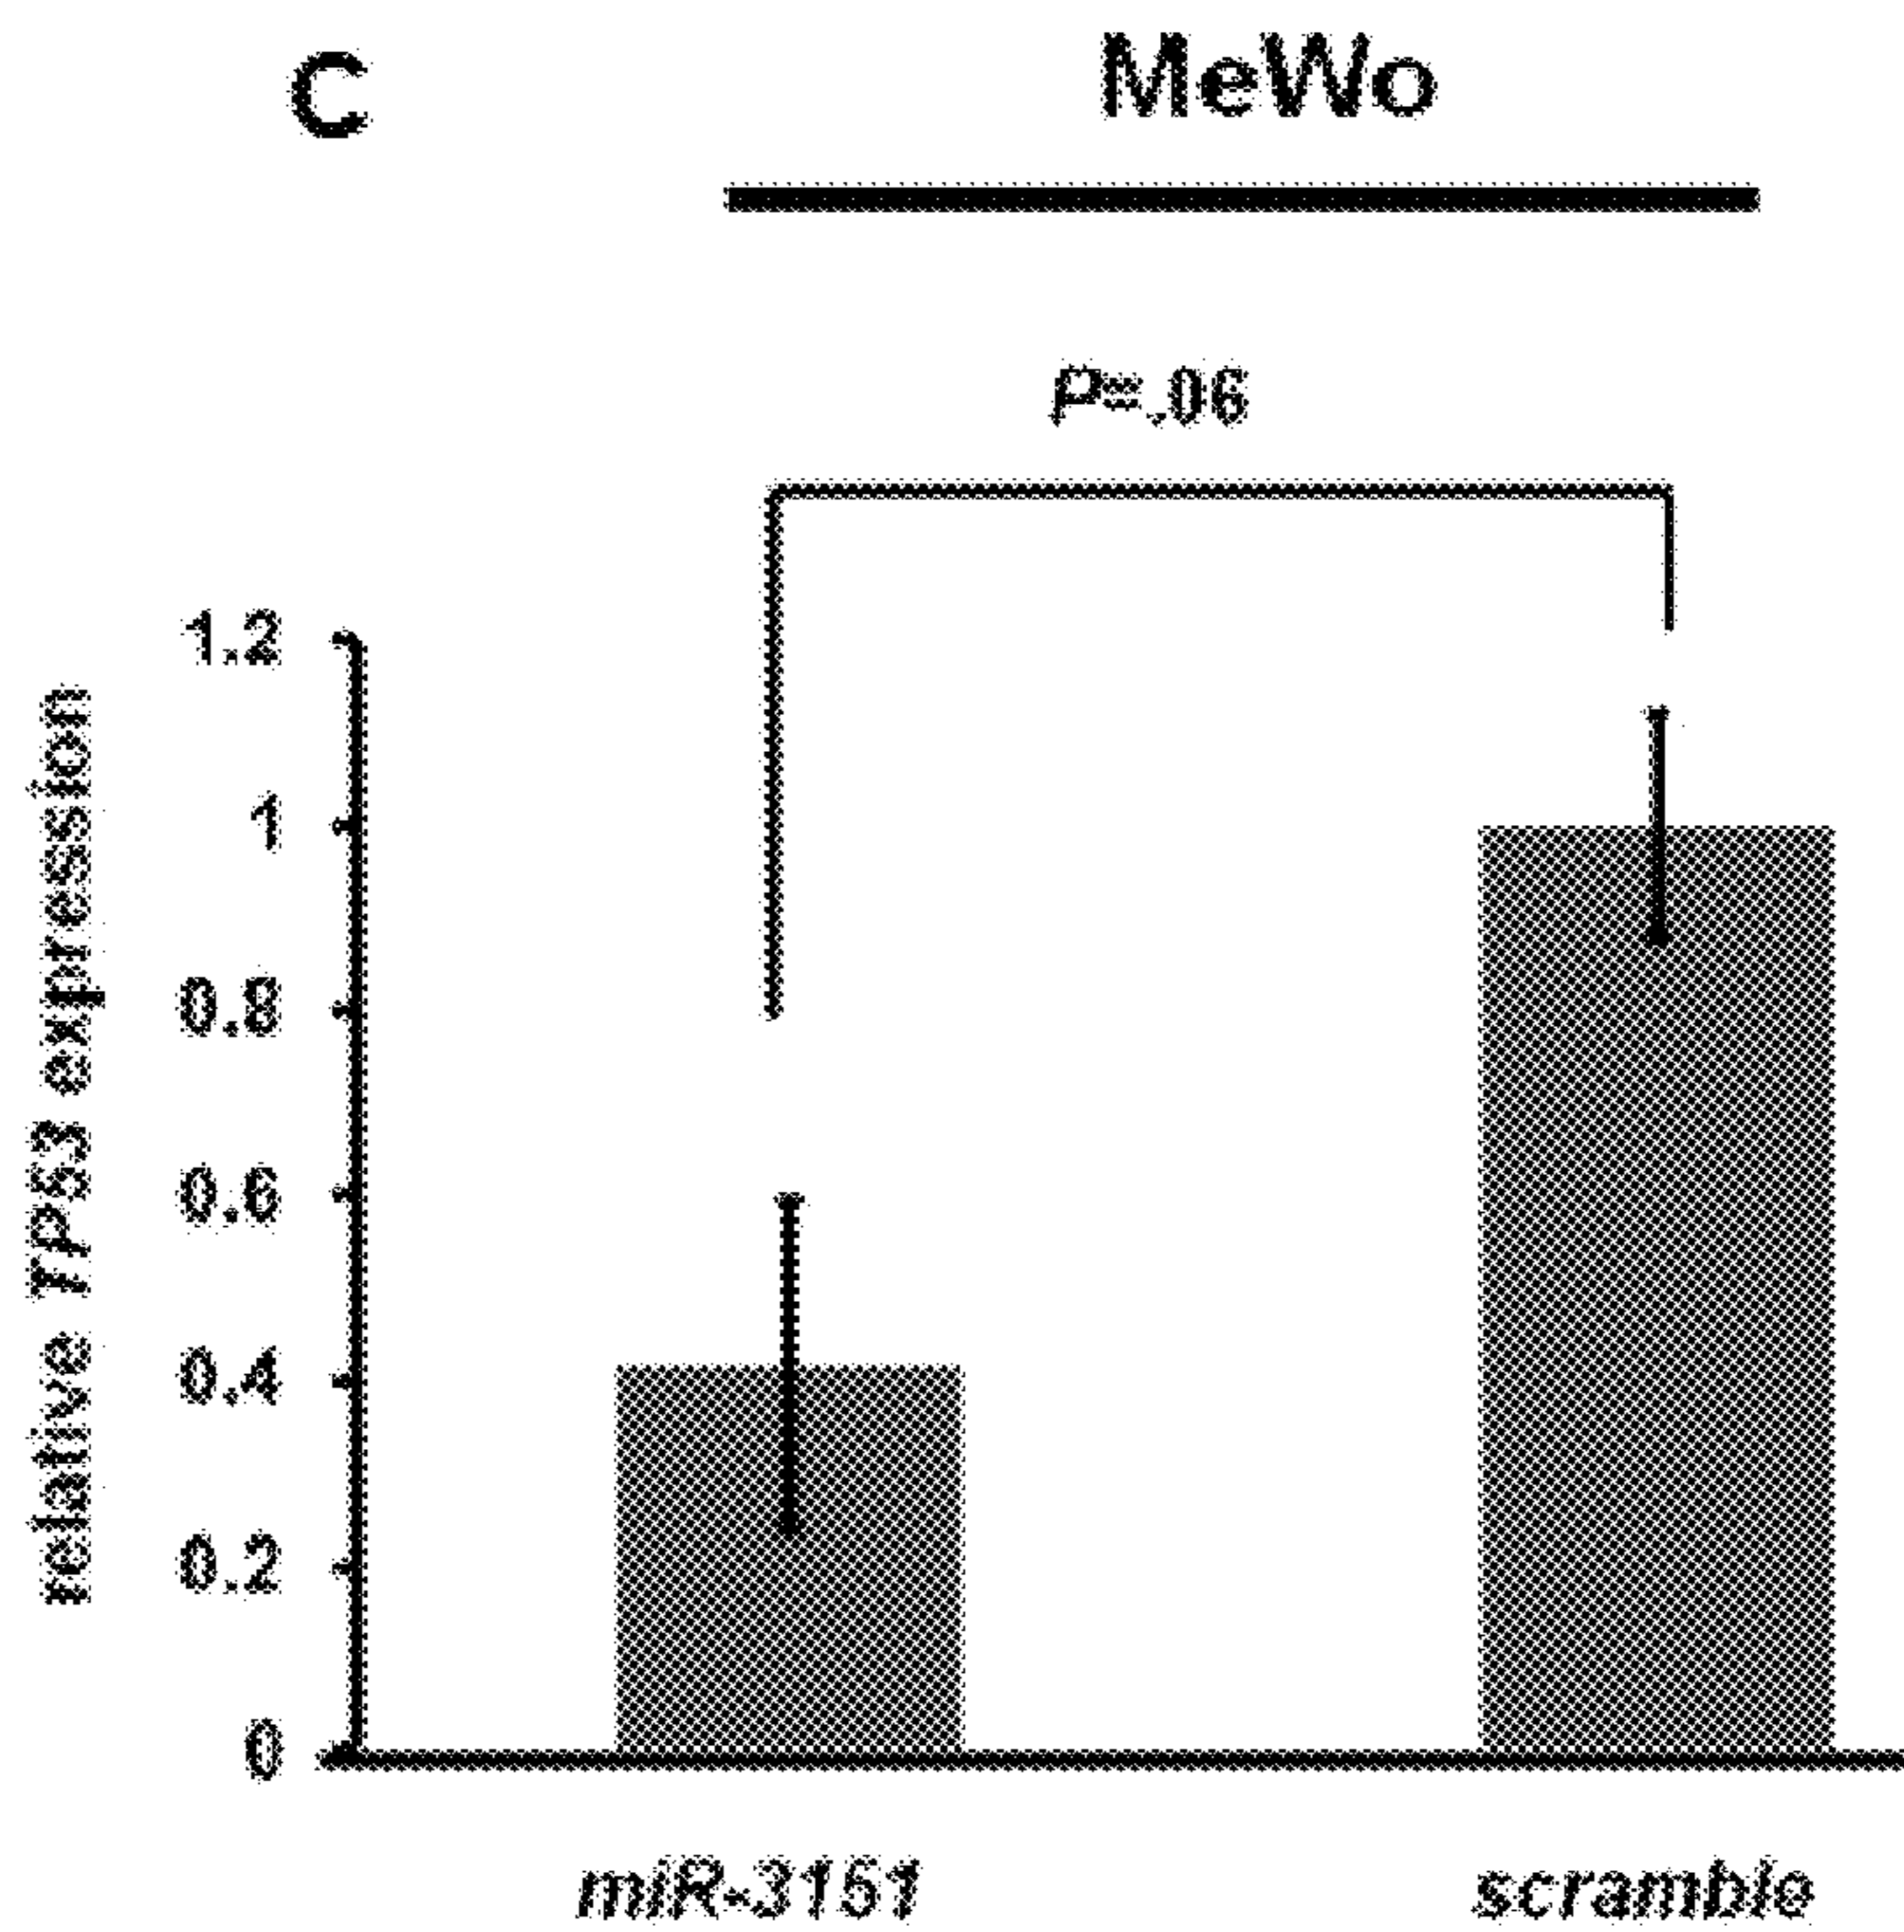 C
MeWo
P=.06
relative TP53 expression
1.2
1
0.8
0.6
0.4
0.2
0
miR-3151
scramble